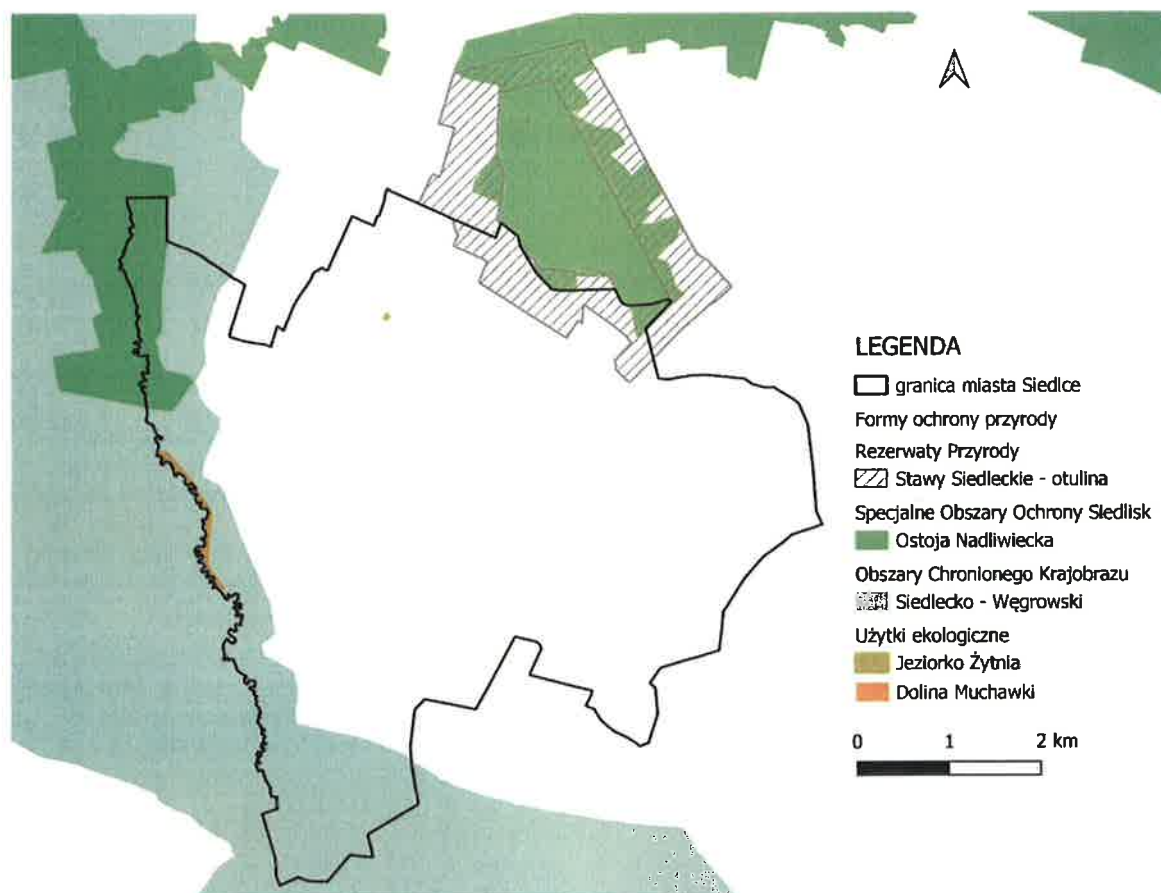 LEGENDA
granica miasta Siedlce
Formy ochrony przyrody
Rezerwaty Przyrody
Stawy Siedleckie - otulina
Specjalne Obszary Ochrony Siedlisk
Ostoja Nadliwiecka
Obszary Chronionego Krajobrazu
Siedlecko - Węgrowski
Użytki ekologiczne
Jeziorko Żytnia
Dolina Muchawki
0 1 2 km